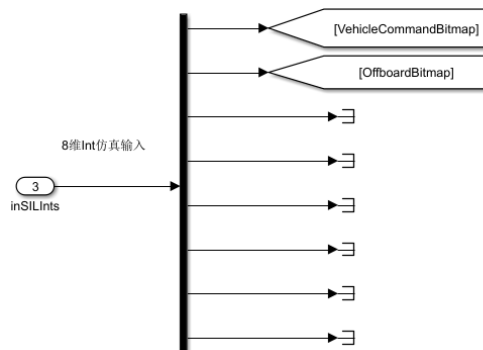 [VehicleCommandBitmap]
[OffboardBitmap]
8维Int仿真输入
3
inSILInts